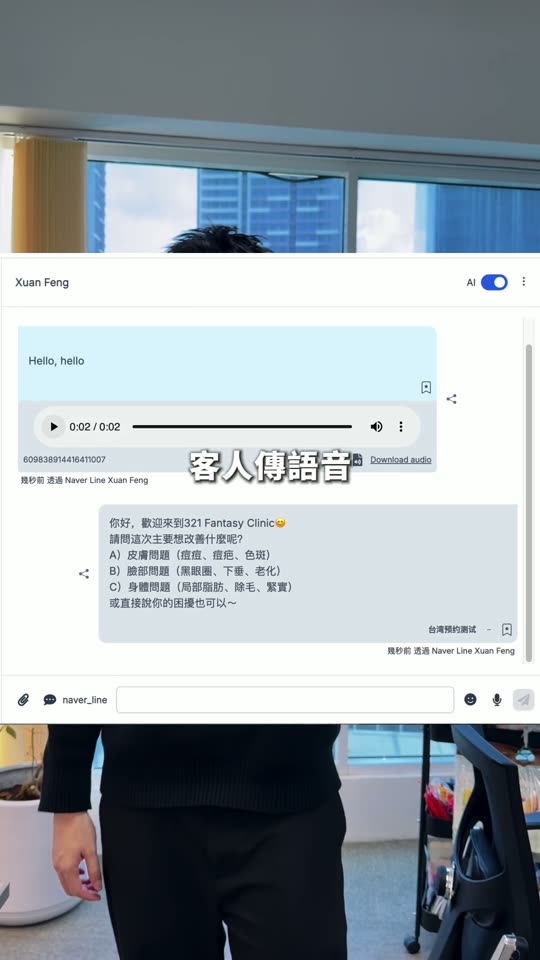 Xuan Feng
AI
Hello, hello
0:02 / 0:02
609838914416411007
Download audio
客人傳語音
幾秒前 透過 Naver Line Xuan Feng
你好，歡迎來到321 Fantasy Clinic😊
請問這次主要想改善什麼呢?
A）皮膚問題（痘痘、痘疤、色斑）
B）臉部問題（黑眼圈、下垂、老化）
C）身體問題（局部脂肪、除毛、緊實）
或直接說你的困擾也可以～
台湾预约测试 -
幾秒前 透過 Naver Line Xuan Feng
naver_line